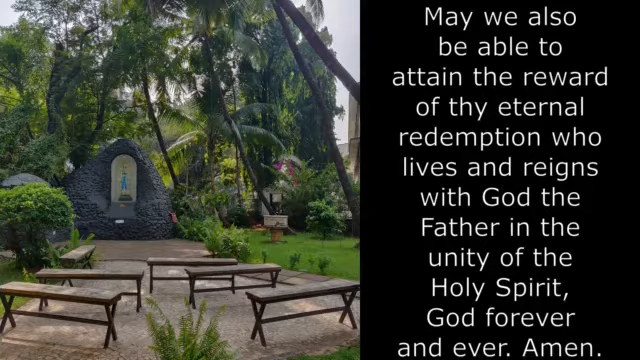 May we also
be able to
attain the reward
of thy eternal
redemption who
lives and reigns
with God the
Father in the
unity of the
Holy Spirit,
God forever
and ever. Amen.